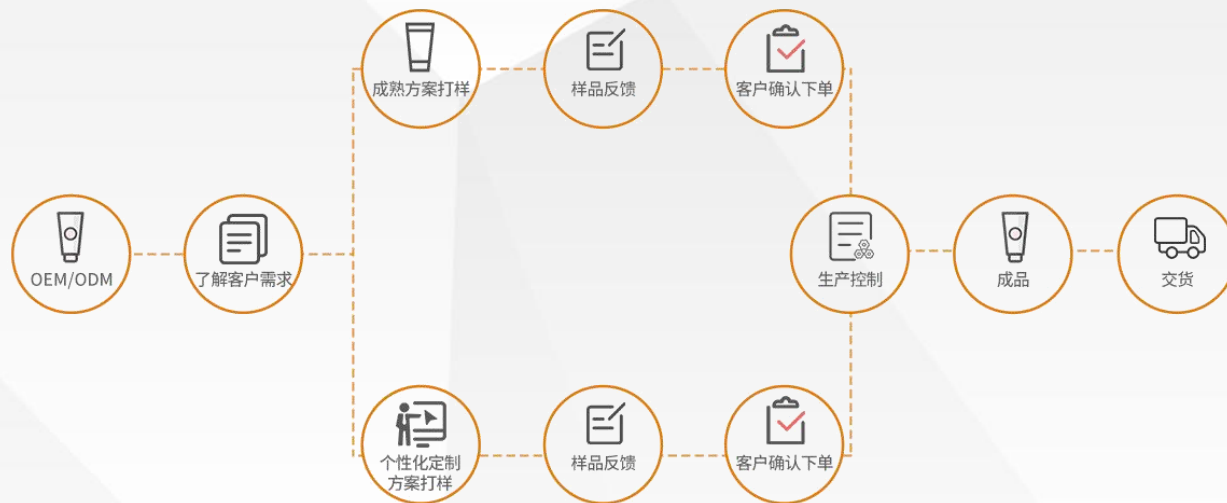 成熟方案打样
样品反馈
客户确认下单
OEM/ODM
了解客户需求
生产控制
成品
交货
个性化定制
方案打样
样品反馈
客户确认下单